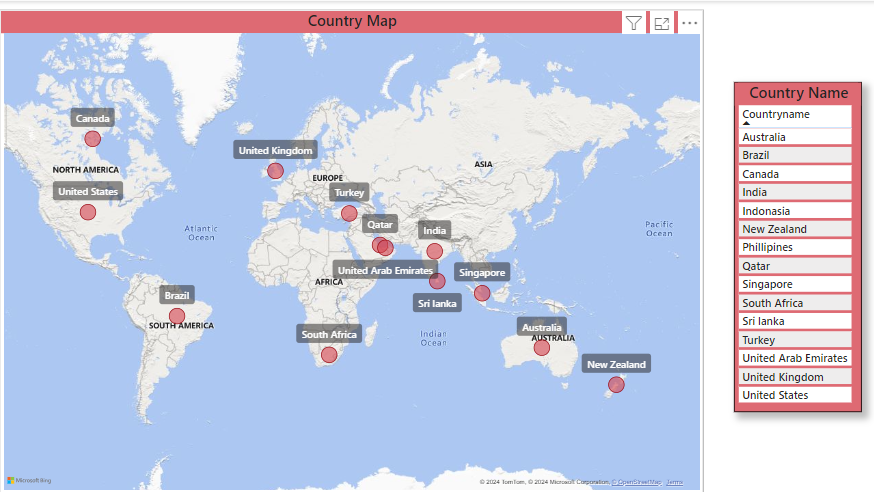 Country Map
Canada
United Kingdom
NORTH AMERICA
ASIA
EUROPE
United States
Turkey
Atlantic
Ocean
Qatar
India
Pacific
Ocean
United Arab Emirates
Singapore
AFRICA
Brazil
Sri lanka
SOUTH AMERICA
South Africa
Indian
Ocean
Australia
AUSTRALIA
New Zealand
Microsoft Bing
© 2024 TomTom, © 2024 Microsoft Corporation, © OpenStreetMap Terms
Country Name
Countryname
Australia
Brazil
Canada
India
Indonasia
New Zealand
Phillipines
Qatar
Singapore
South Africa
Sri lanka
Turkey
United Arab Emirates
United Kingdom
United States